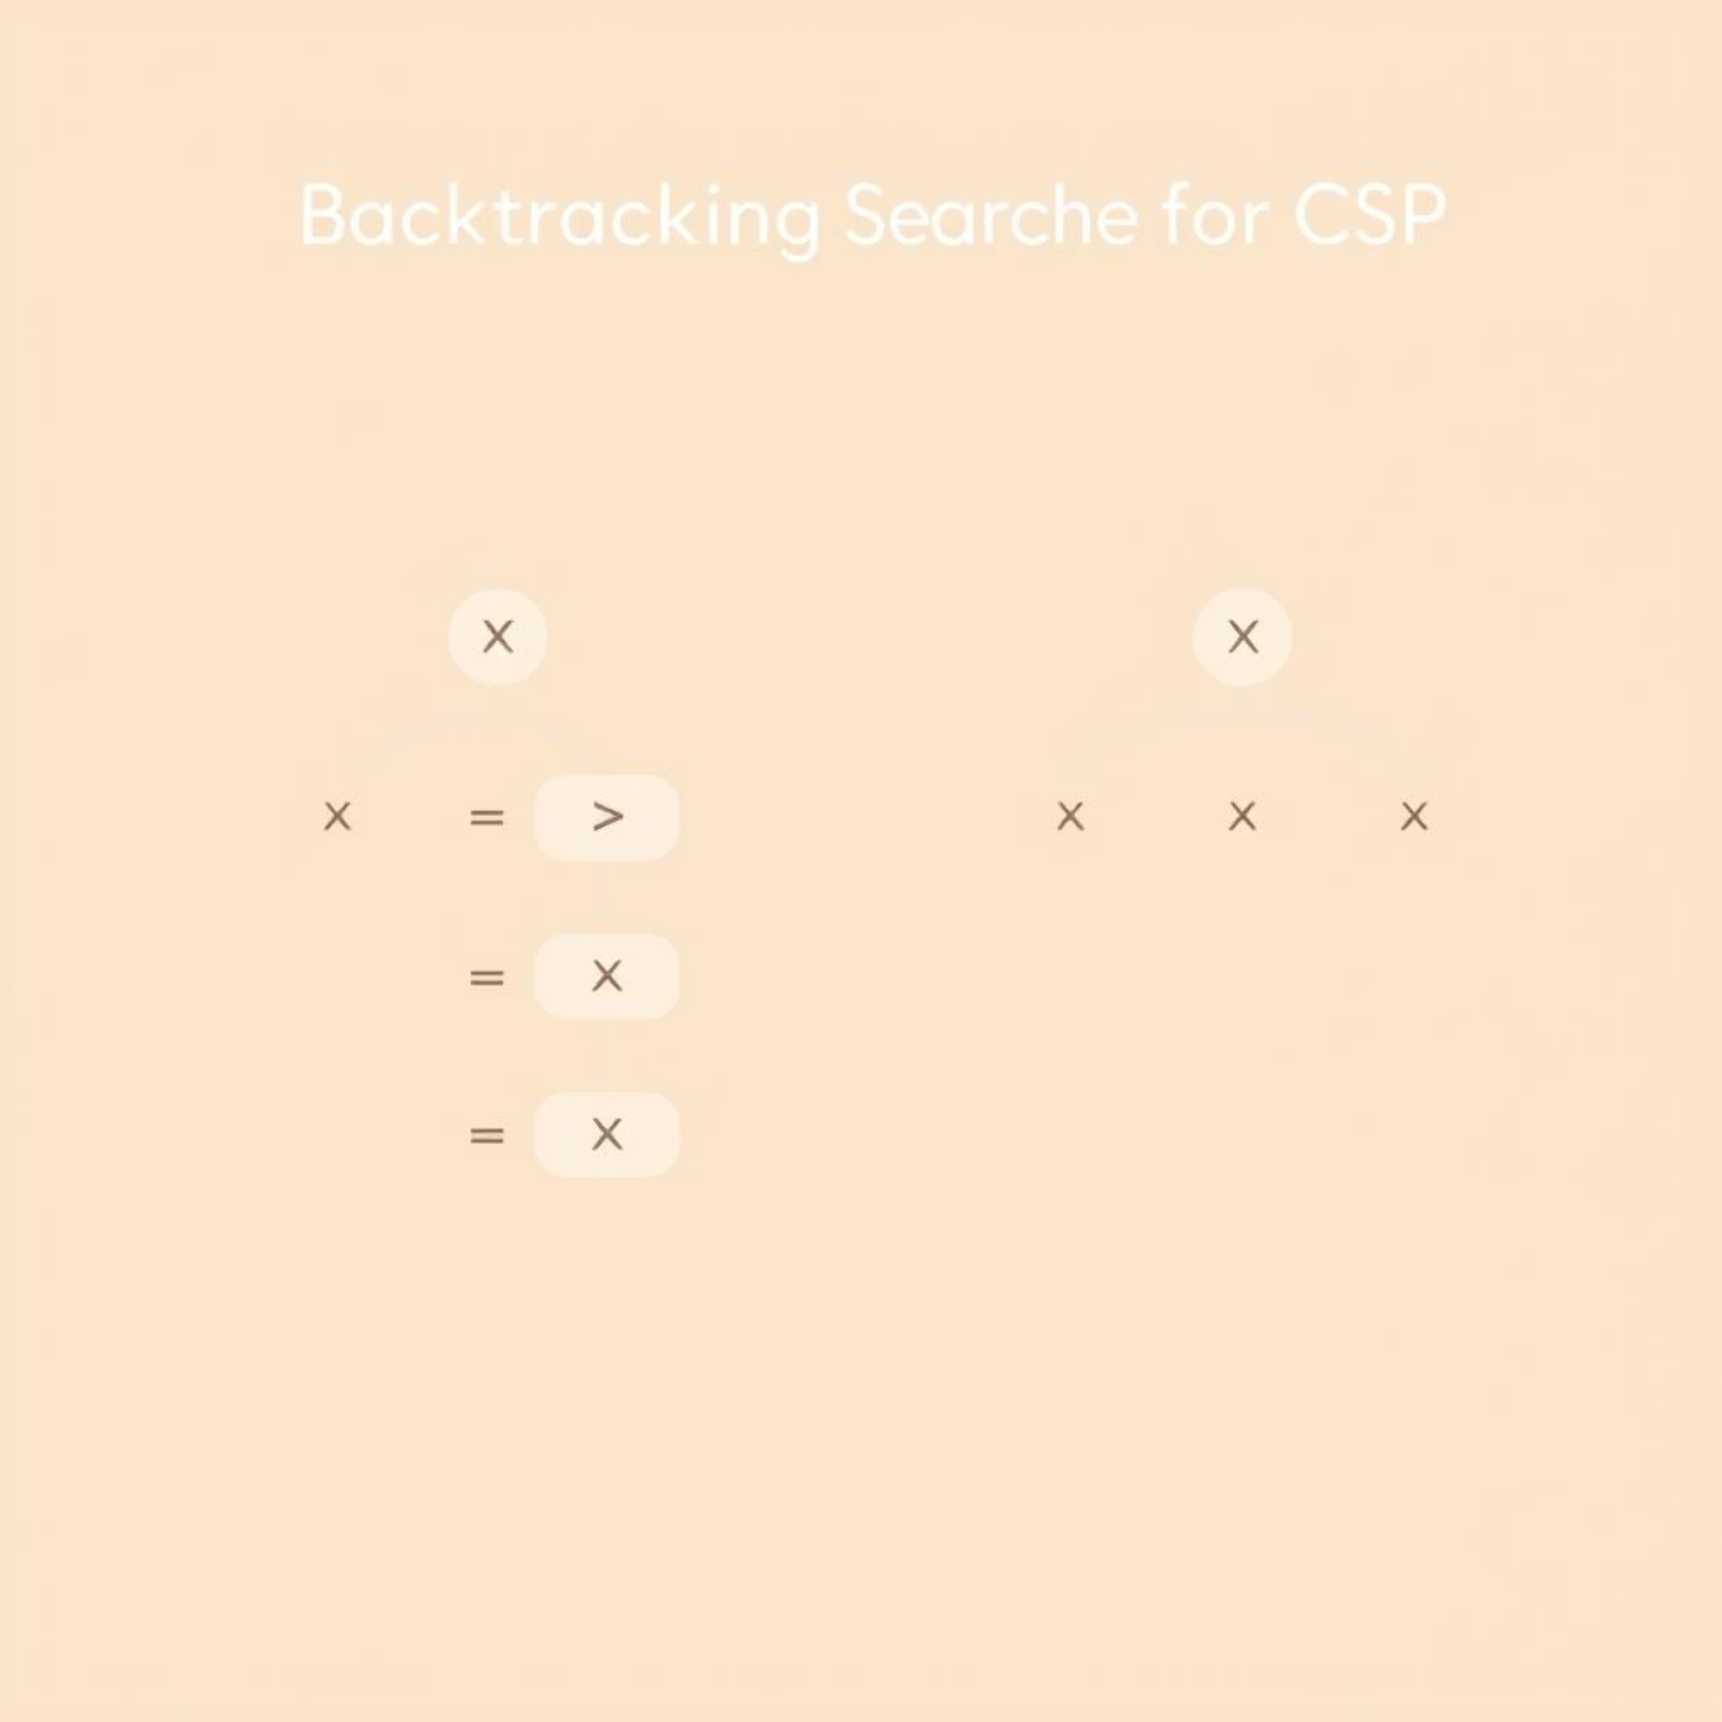 Backtracking Searche for CSP
x x
x = > x x x
= x
= x